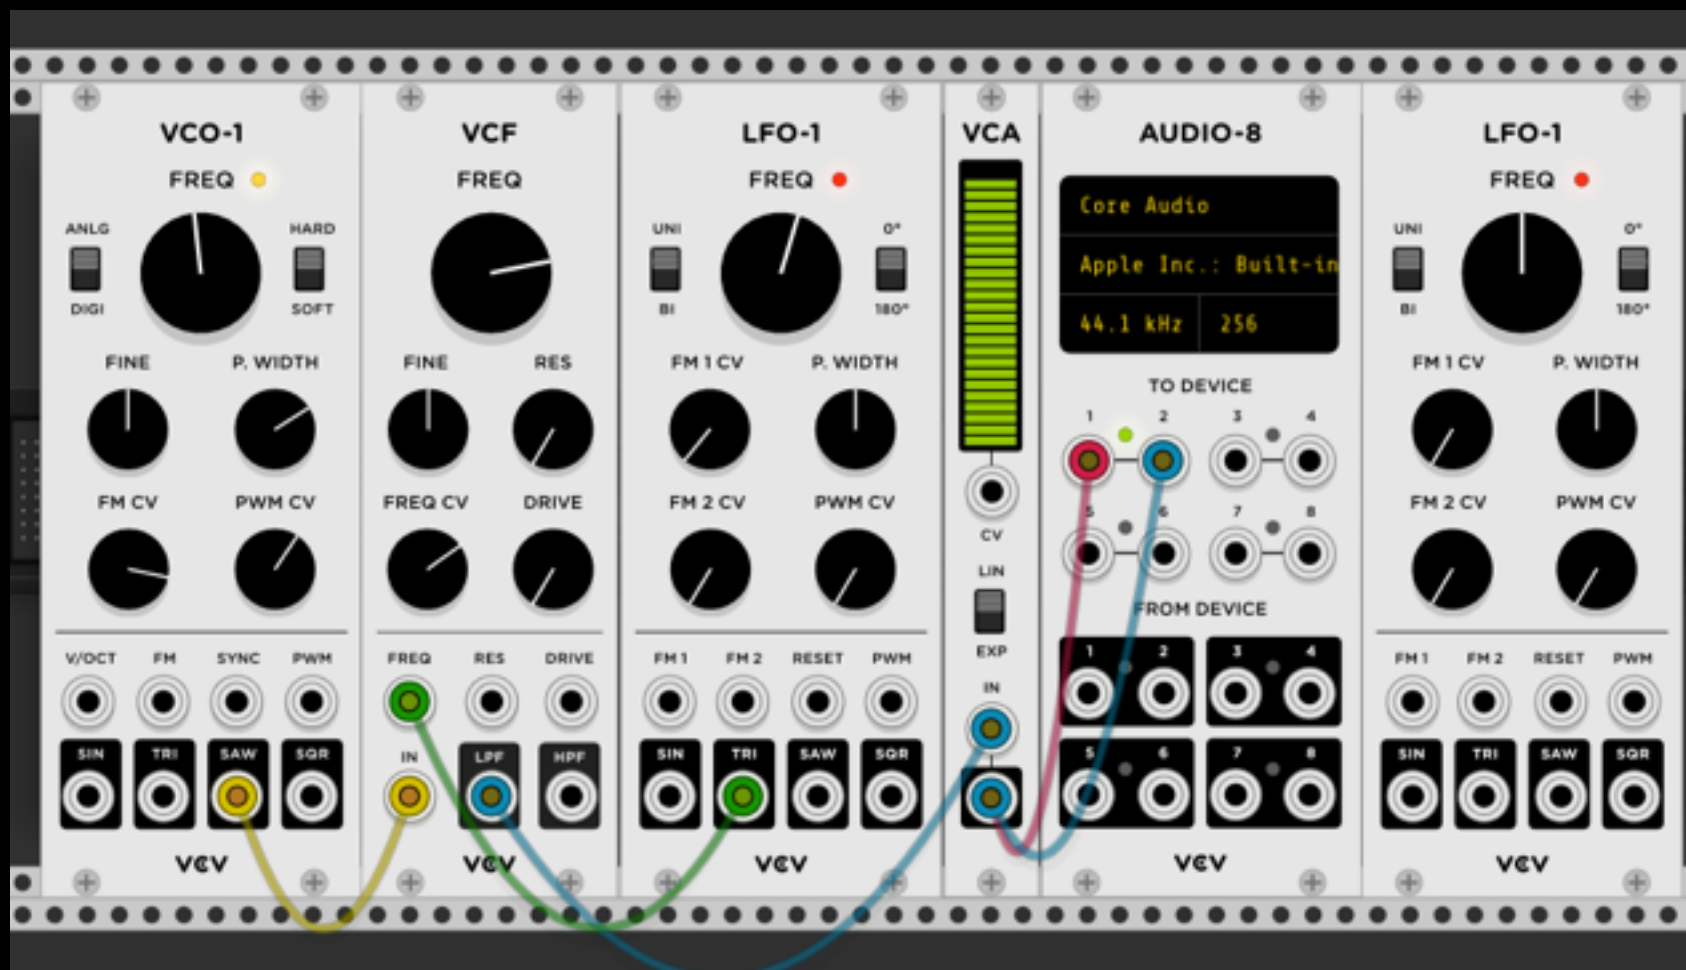 VCO-1
FREQ
ANLG
HARD
DIGI
SOFT
FINE
P. WIDTH
FM CV
PWM CV
V/OCT
FM
SYNC
PWM
SIN
TRI
SAW
SQR
VCV
VCF
FREQ
FINE
RES
FREQ CV
DRIVE
FREQ
RES
DRIVE
IN
LPF
HPF
VCV
LFO-1
FREQ
UNI
0°
BI
180°
FM 1 CV
P. WIDTH
FM 2 CV
PWM CV
FM 1
FM 2
RESET
PWM
SIN
TRI
SAW
SQR
VCV
VCA
CV
LIN
EXP
IN
AUDIO-8
Core Audio
Apple Inc.: Built-in
44.1 kHz
256
TO DEVICE
1
2
3
4
5
6
7
8
FROM DEVICE
1
2
3
4
5
6
7
8
VCV
LFO-1
FREQ
UNI
0°
BI
180°
FM 1 CV
P. WIDTH
FM 2 CV
PWM CV
FM 1
FM 2
RESET
PWM
SIN
TRI
SAW
SQR
VCV